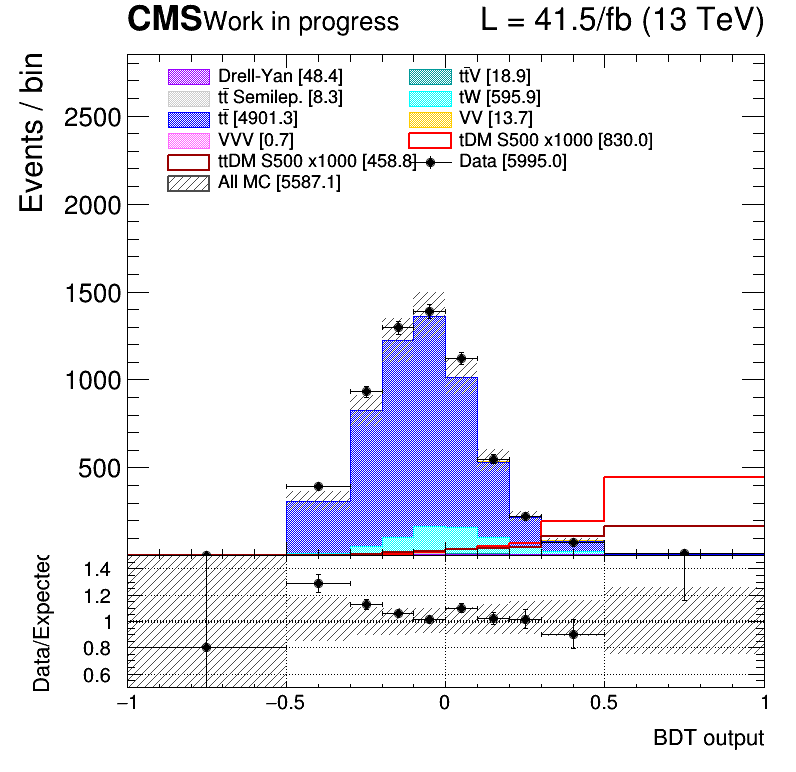 CMS Work in progress L = 41.5/fb (13 TeV)
Events / bin
Drell-Yan [48.4] tt̄V [18.9]
tt̄ Semilep. [8.3] tW [595.9]
tt̄ [4901.3] VV [13.7]
VVV [0.7] tDM S500 x1000 [830.0]
ttDM S500 x1000 [458.8] Data [5995.0]
All MC [5587.1]
2500
2000
1500
1000
500
Data/Expected
1.4
1.2
1
0.8
0.6
−1 −0.5 0 0.5 1
BDT output